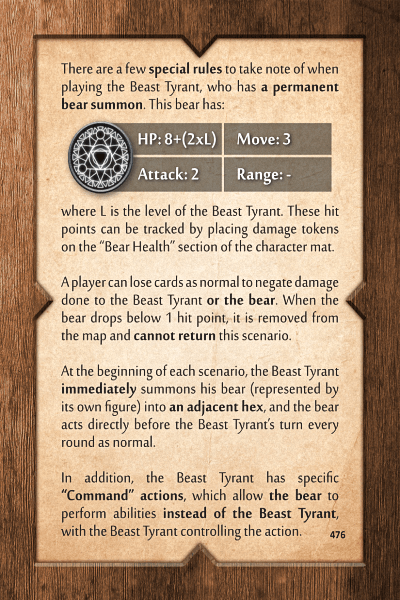 There are a few special rules to take note of when
playing the Beast Tyrant, who has a permanent
bear summon. This bear has:
HP: 8+(2xL) Move: 3
Attack: 2 Range: -
where L is the level of the Beast Tyrant. These hit
points can be tracked by placing damage tokens
on the “Bear Health” section of the character mat.
A player can lose cards as normal to negate damage
done to the Beast Tyrant or the bear. When the
bear drops below 1 hit point, it is removed from
the map and cannot return this scenario.
At the beginning of each scenario, the Beast Tyrant
immediately summons his bear (represented by
its own figure) into an adjacent hex, and the bear
acts directly before the Beast Tyrant’s turn every
round as normal.
In addition, the Beast Tyrant has specific
“Command” actions, which allow the bear to
perform abilities instead of the Beast Tyrant,
with the Beast Tyrant controlling the action.
476